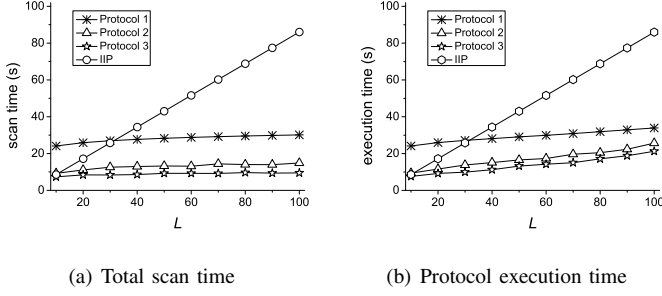 100
80
60
40
20
0
scan time (s)
Protocol 1
Protocol 2
Protocol 3
IIP
20 40 60 80 100
L
(a) Total scan time
100
80
60
40
20
0
execution time (s)
Protocol 1
Protocol 2
Protocol 3
IIP
20 40 60 80 100
L
(b) Protocol execution time